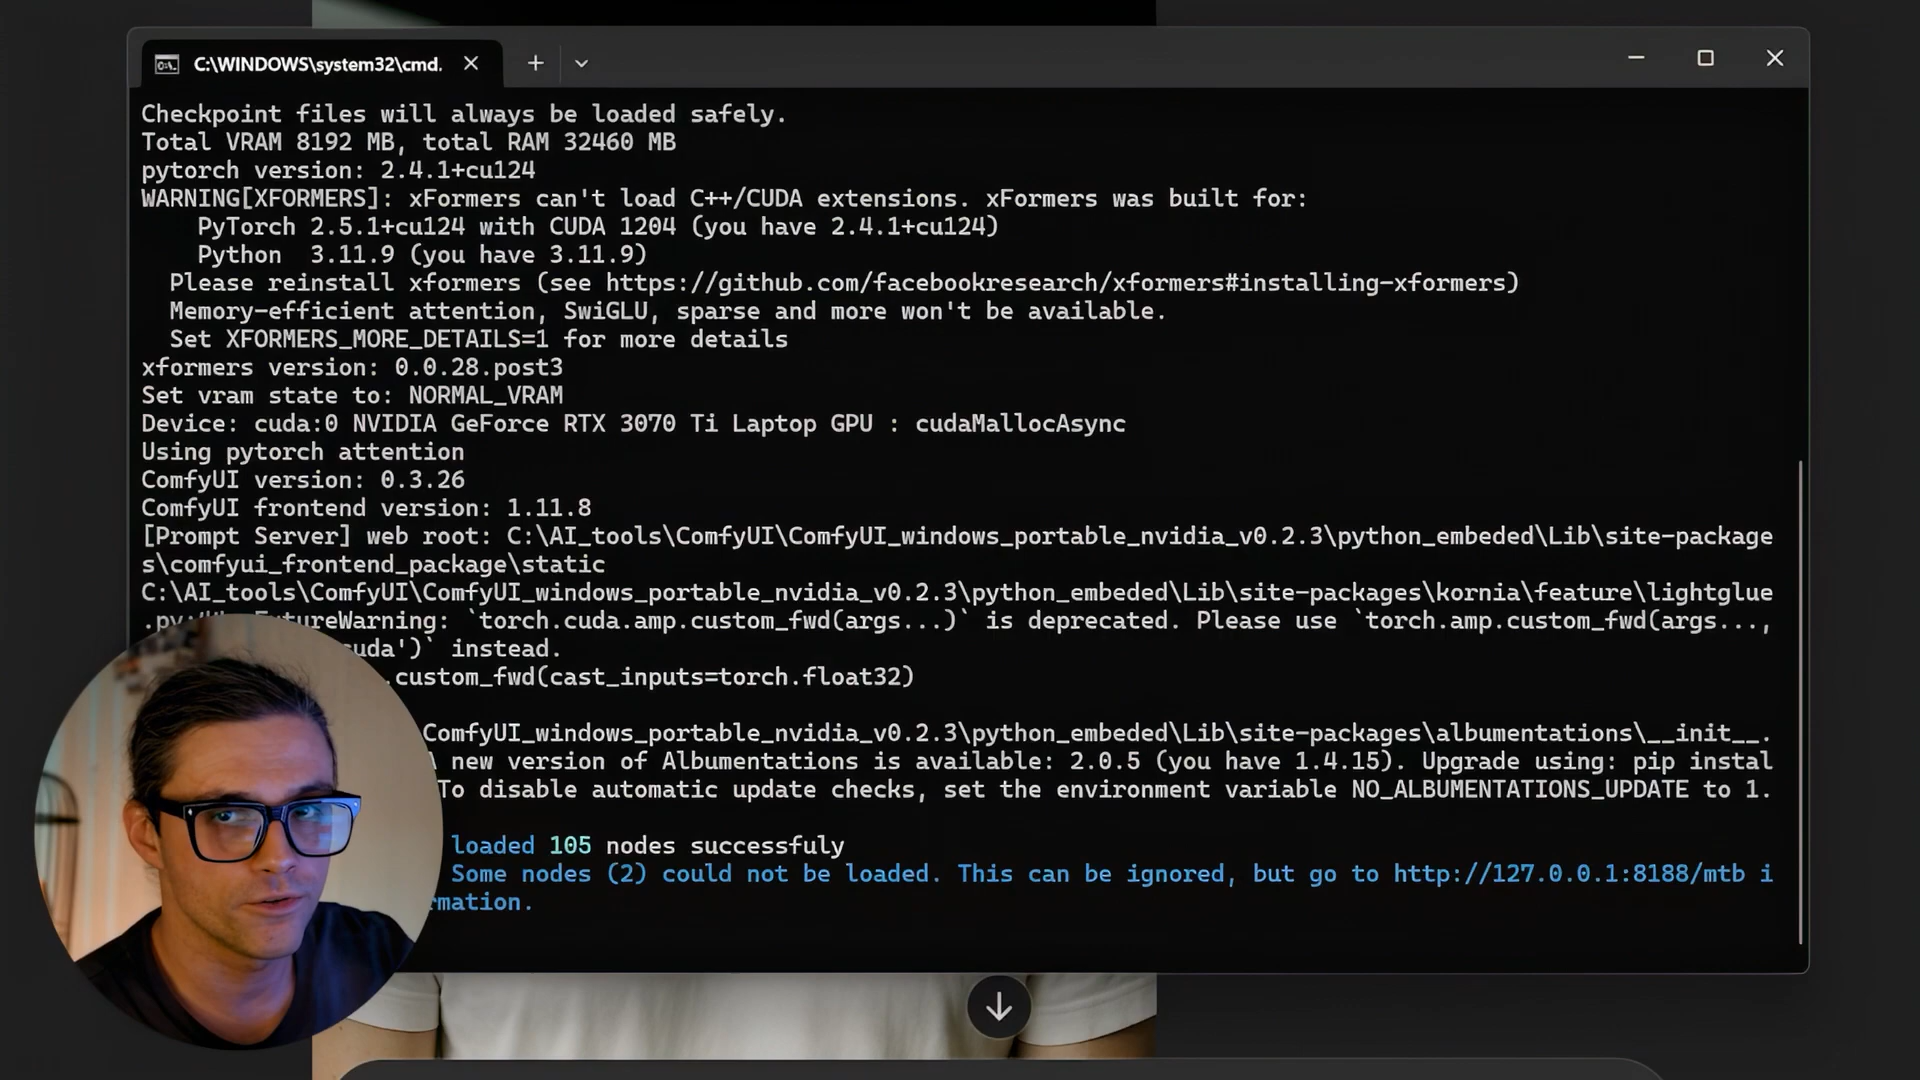 C:\WINDOWS\system32\cmd.
Checkpoint files will always be loaded safely.
Total VRAM 8192 MB, total RAM 32460 MB
pytorch version: 2.4.1+cu124
WARNING[XFORMERS]: xFormers can't load C++/CUDA extensions. xFormers was built for:
PyTorch 2.5.1+cu124 with CUDA 1204 (you have 2.4.1+cu124)
Python  3.11.9 (you have 3.11.9)
Please reinstall xformers (see https://github.com/facebookresearch/xformers#installing-xformers)
Memory-efficient attention, SwiGLU, sparse and more won't be available.
Set XFORMERS_MORE_DETAILS=1 for more details
xformers version: 0.0.28.post3
Set vram state to: NORMAL_VRAM
Device: cuda:0 NVIDIA GeForce RTX 3070 Ti Laptop GPU : cudaMallocAsync
Using pytorch attention
ComfyUI version: 0.3.26
ComfyUI frontend version: 1.11.8
[Prompt Server] web root: C:\AI_tools\ComfyUI\ComfyUI_windows_portable_nvidia_v0.2.3\python_embeded\Lib\site-package
s\comfyui_frontend_package\static
C:\AI_tools\ComfyUI\ComfyUI_windows_portable_nvidia_v0.2.3\python_embeded\Lib\site-packages\kornia\feature\lightglue
tureWarning: `torch.cuda.amp.custom_fwd(args...)` is deprecated. Please use `torch.amp.custom_fwd(args...,
cuda')` instead.
.custom_fwd(cast_inputs=torch.float32)
ComfyUI_windows_portable_nvidia_v0.2.3\python_embeded\Lib\site-packages\albumentations\__init__.
new version of Albumentations is available: 2.0.5 (you have 1.4.15). Upgrade using: pip instal
To disable automatic update checks, set the environment variable NO_ALBUMENTATIONS_UPDATE to 1.
loaded 105 nodes successfuly
Some nodes (2) could not be loaded. This can be ignored, but go to http://127.0.0.1:8188/mtb i
rmation.